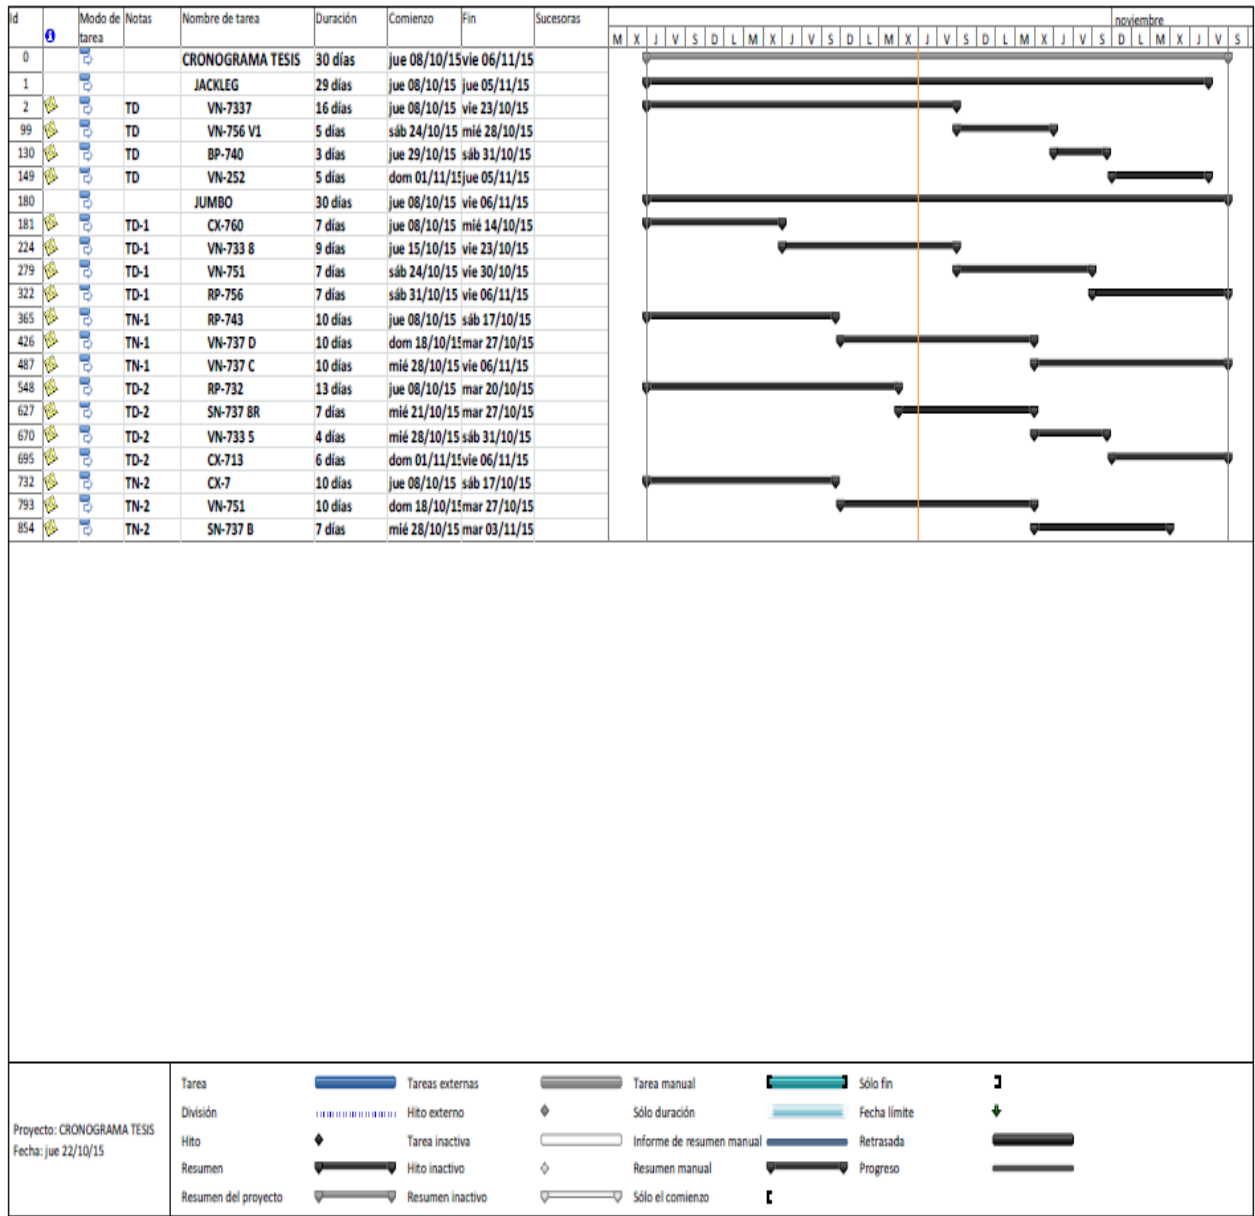 Id Modo de tarea Notas Nombre de tarea Duración Comienzo Fin Sucesoras
noviembre
M X J V S D L M X J V S D L M X J V S D L M X J V S D L M X J V S
0 CRONOGRAMA TESIS 30 días jue 08/10/15 vie 06/11/15
1 JACKLEG 29 días jue 08/10/15 jue 05/11/15
2 TD VN-7337 16 días jue 08/10/15 vie 23/10/15
99 TD VN-756 V1 5 días sáb 24/10/15 mié 28/10/15
130 TD BP-740 3 días jue 29/10/15 sáb 31/10/15
149 TD VN-252 5 días dom 01/11/15 jue 05/11/15
180 JUMBO 30 días jue 08/10/15 vie 06/11/15
181 TD-1 CX-760 7 días jue 08/10/15 mié 14/10/15
224 TD-1 VN-733 8 9 días jue 15/10/15 vie 23/10/15
279 TD-1 VN-751 7 días sáb 24/10/15 vie 30/10/15
322 TD-1 RP-756 7 días sáb 31/10/15 vie 06/11/15
365 TN-1 RP-743 10 días jue 08/10/15 sáb 17/10/15
426 TN-1 VN-737 D 10 días dom 18/10/15 mar 27/10/15
487 TN-1 VN-737 C 10 días mié 28/10/15 vie 06/11/15
548 TD-2 RP-732 13 días jue 08/10/15 mar 20/10/15
627 TD-2 SN-737 8R 7 días mié 21/10/15 mar 27/10/15
670 TD-2 VN-733 5 4 días mié 28/10/15 sáb 31/10/15
695 TD-2 CX-713 6 días dom 01/11/15 vie 06/11/15
732 TN-2 CX-7 10 días jue 08/10/15 sáb 17/10/15
793 TN-2 VN-751 10 días dom 18/10/15 mar 27/10/15
854 TN-2 SN-737 B 7 días mié 28/10/15 mar 03/11/15
Proyecto: CRONOGRAMA TESIS
Fecha: jue 22/10/15
Tarea Tareas externas Tarea manual Sólo fin
División Hito externo Sólo duración Fecha límite
Hito Tarea inactiva Informe de resumen manual Retrasada
Resumen Hito inactivo Resumen manual Progreso
Resumen del proyecto Resumen inactivo Sólo el comienzo